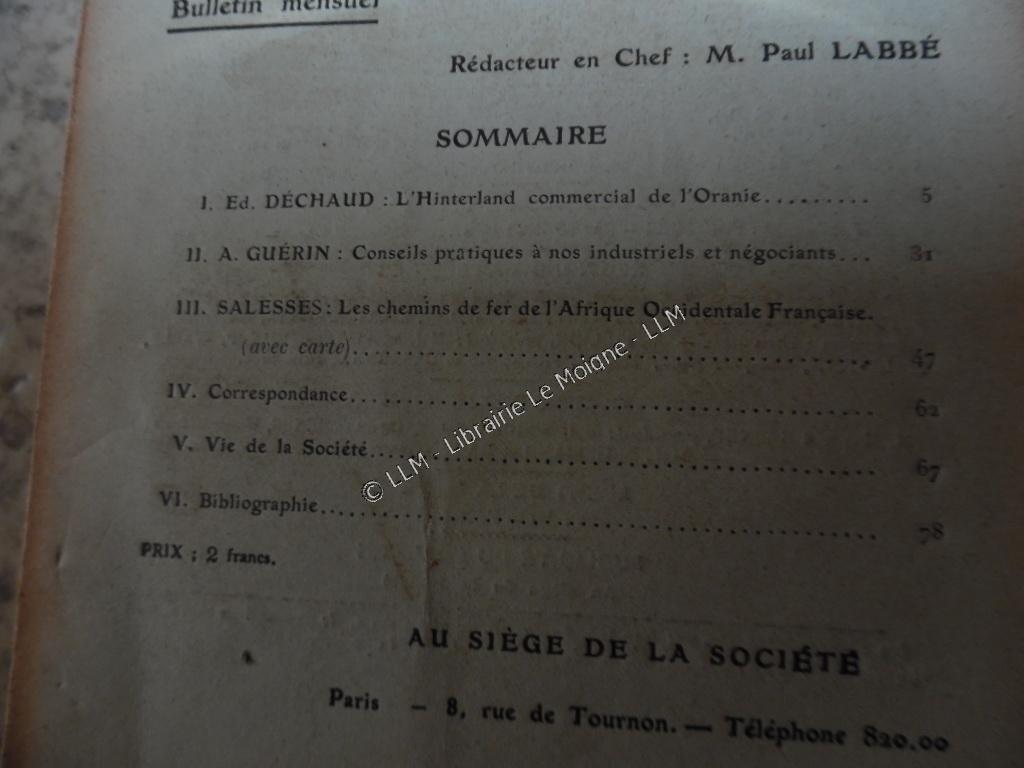 Bulletin mensuel
Rédacteur en Chef : M. Paul LABBÉ
SOMMAIRE
I. Ed. DÉCHAUD : L'Hinterland commercial de l'Oranie......... 5
II. A. GUÉRIN : Conseils pratiques à nos industriels et négociants... 31
III. SALESSES : Les chemins de fer de l'Afrique Occidentale Française.
(avec carte)........................................ 47
IV. Correspondance........................................ 62
V. Vie de la Société........................................ 67
VI. Bibliographie........................................ 78
PRIX : 2 francs.
AU SIÈGE DE LA SOCIÉTÉ
Paris — 8, rue de Tournon. — Téléphone 820.00
© LLM - Librairie Le Moigne - LLM